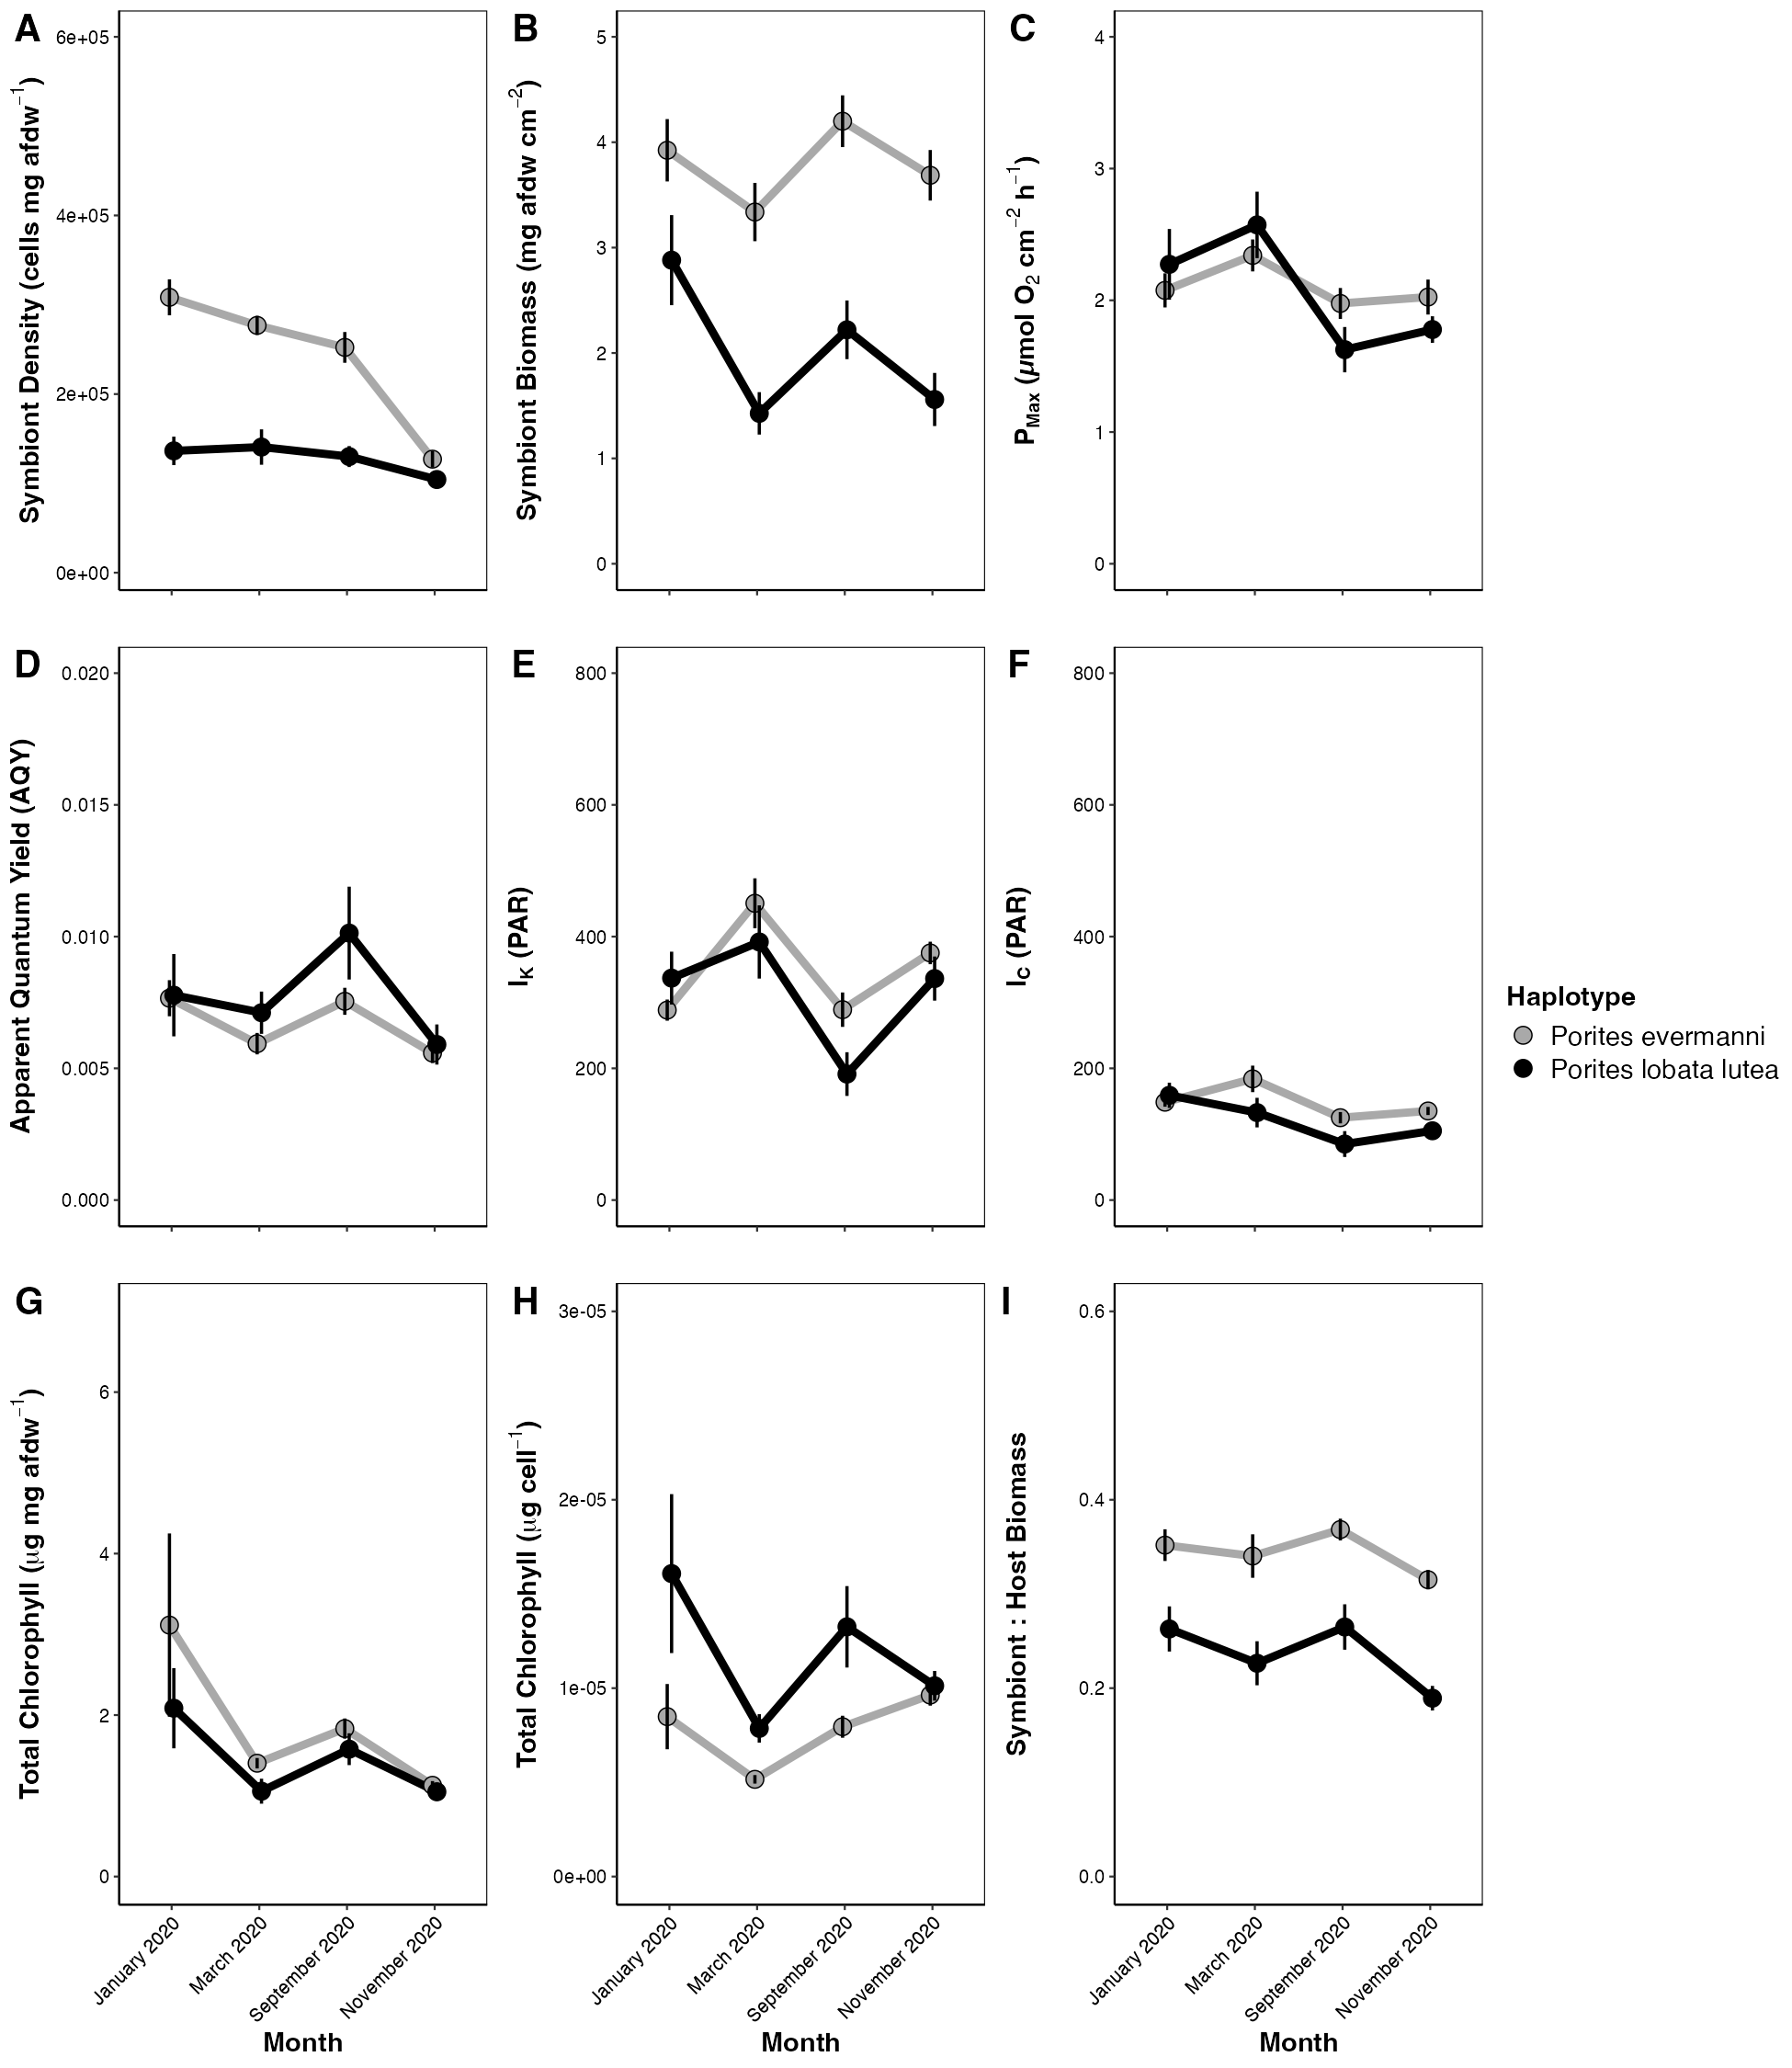 A
Symbiont Density (cells mg afdw⁻¹)
6e+05
4e+05
2e+05
0e+00
B
Symbiont Biomass (mg afdw cm⁻²)
5
4
3
2
1
0
C
P_Max (μmol O₂ cm⁻² h⁻¹)
4
3
2
1
0
D
Apparent Quantum Yield (AQY)
0.020
0.015
0.010
0.005
0.000
E
I_K (PAR)
800
600
400
200
0
F
I_C (PAR)
800
600
400
200
0
Haplotype
Porites evermanni
Porites lobata lutea
G
Total Chlorophyll (μg mg afdw⁻¹)
6
4
2
0
January 2020
March 2020
September 2020
November 2020
Month
H
Total Chlorophyll (μg cell⁻¹)
3e-05
2e-05
1e-05
0e+00
January 2020
March 2020
September 2020
November 2020
Month
I
Symbiont : Host Biomass
0.6
0.4
0.2
0.0
January 2020
March 2020
September 2020
November 2020
Month